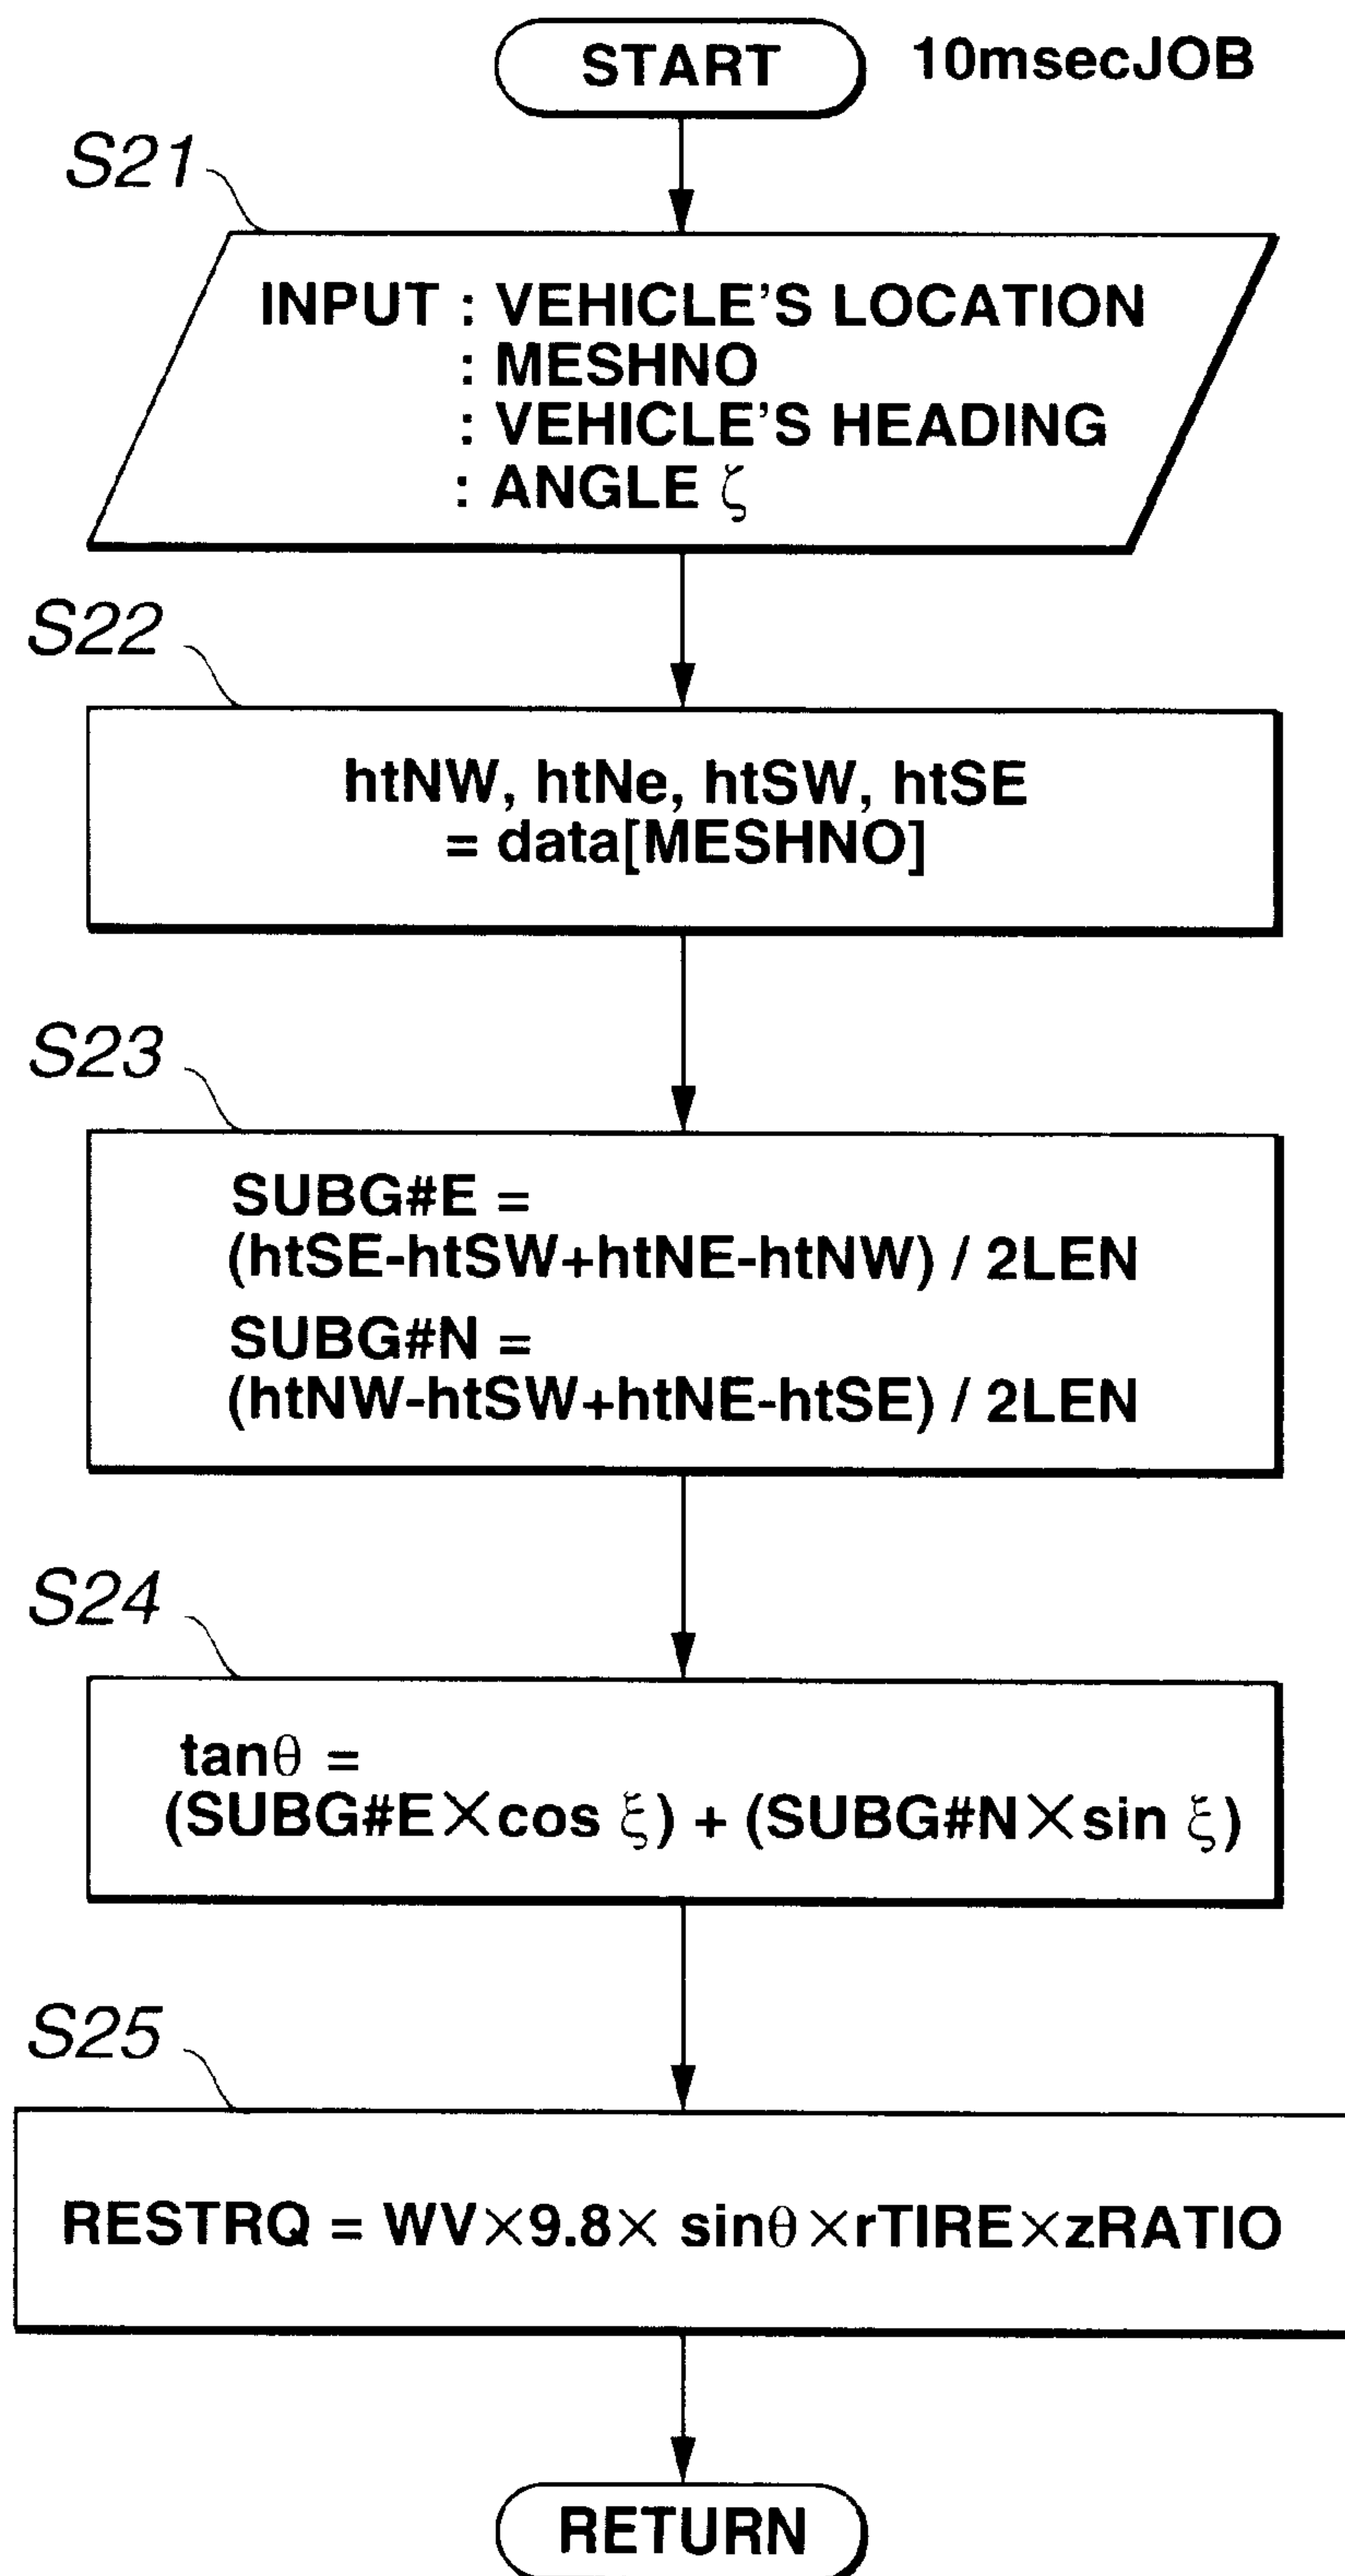 START 10msecJOB
S21
INPUT : VEHICLE'S LOCATION
: MESHNO
: VEHICLE'S HEADING
: ANGLE ζ
S22
htNW, htNe, htSW, htSE
= data[MESHNO]
S23
SUBG#E =
(htSE-htSW+htNE-htNW) / 2LEN
SUBG#N =
(htNW-htSW+htNE-htSE) / 2LEN
S24
tanθ =
(SUBG#E×cos ξ) + (SUBG#N×sin ξ)
S25
RESTRQ = WV×9.8× sinθ×rTIRE×zRATIO
RETURN